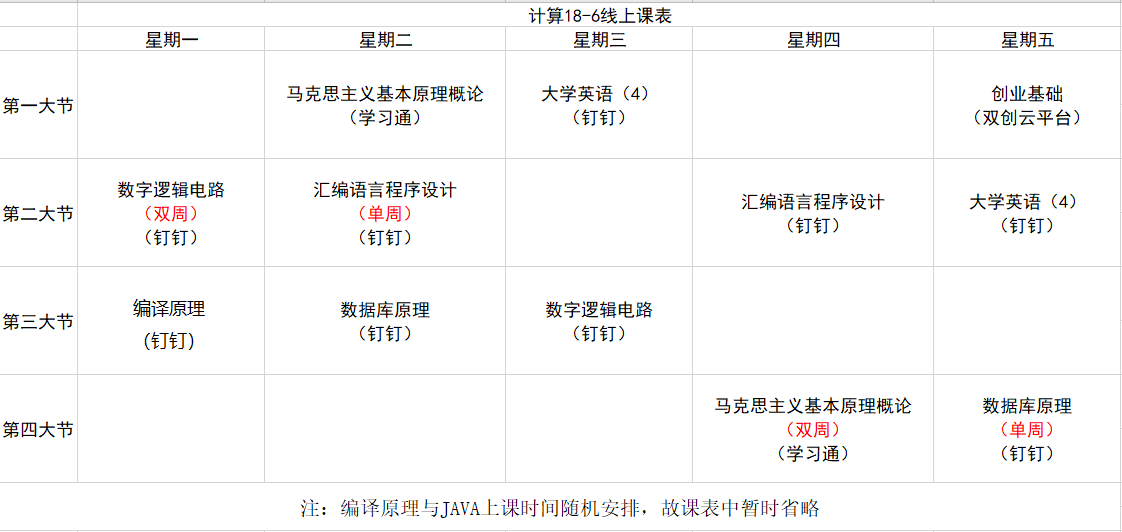 计算18-6线上课表
星期一 星期二 星期三 星期四 星期五
第一大节
马克思主义基本原理概论
（学习通）
大学英语（4）
（钉钉）
创业基础
（双创云平台）
第二大节
数字逻辑电路
（双周）
（钉钉）
汇编语言程序设计
（单周）
（钉钉）
汇编语言程序设计
（钉钉）
大学英语（4）
（钉钉）
第三大节
编译原理
(钉钉)
数据库原理
（钉钉）
数字逻辑电路
（钉钉）
第四大节
马克思主义基本原理概论
（双周）
（学习通）
数据库原理
（单周）
（钉钉）
注：编译原理与JAVA上课时间随机安排，故课表中暂时省略